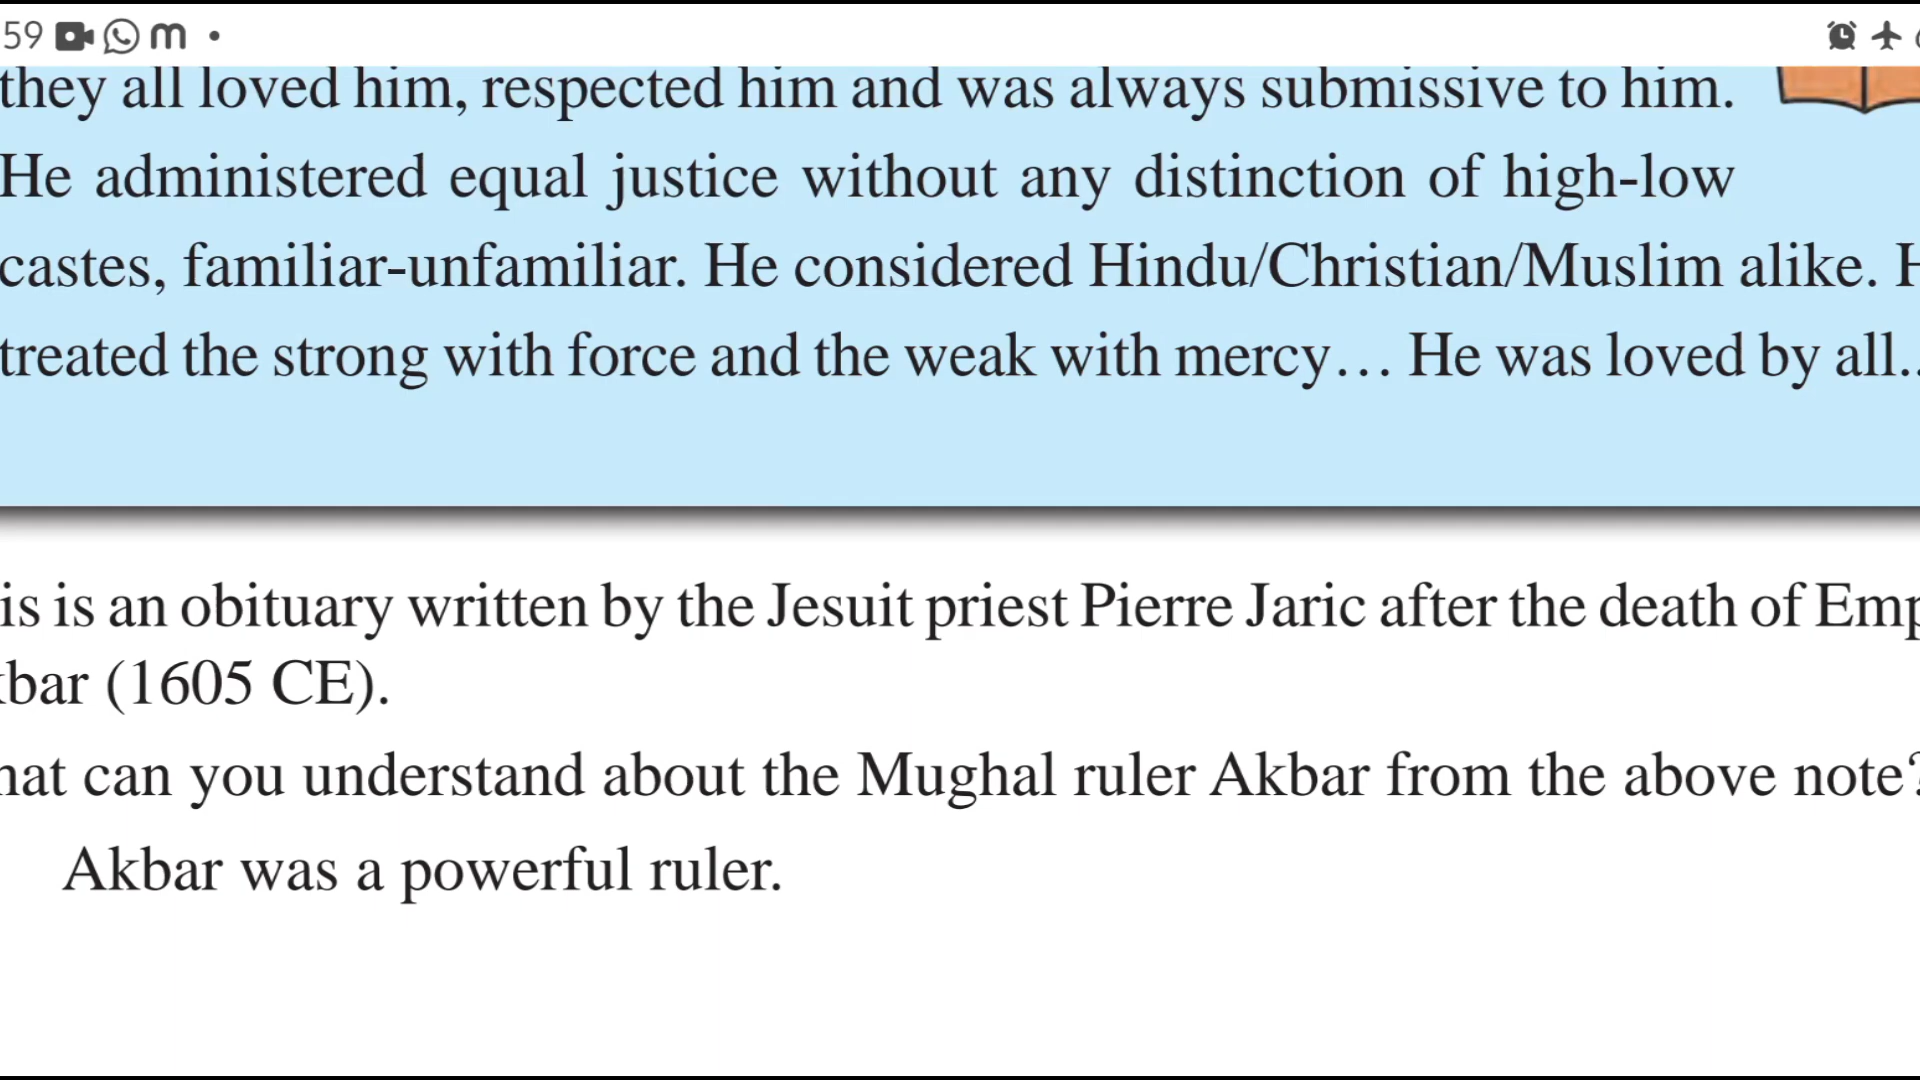 59 m
they all loved him, respected him and was always submissive to him.
He administered equal justice without any distinction of high-low
castes, familiar-unfamiliar. He considered Hindu/Christian/Muslim alike. H
treated the strong with force and the weak with mercy… He was loved by all..
is is an obituary written by the Jesuit priest Pierre Jaric after the death of Emp
kbar (1605 CE).
hat can you understand about the Mughal ruler Akbar from the above note?
Akbar was a powerful ruler.